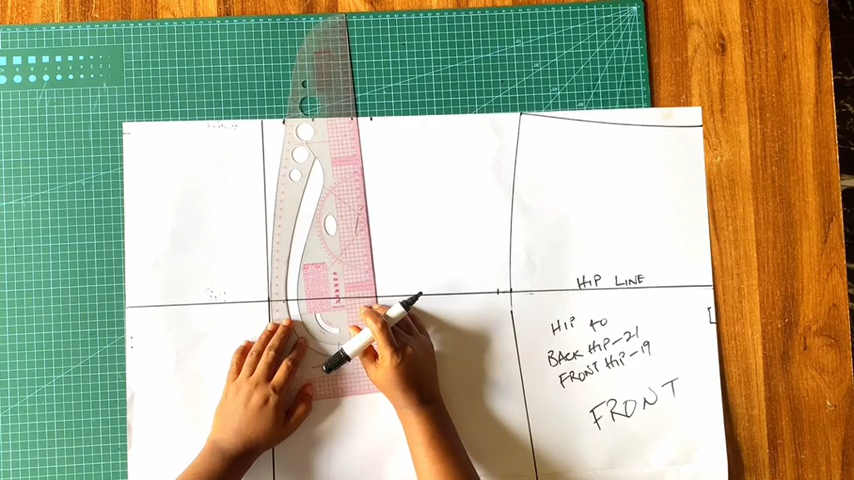 HIP LINE
HIP to
BACK HIP-21
FRONT HIP-19
FRONT